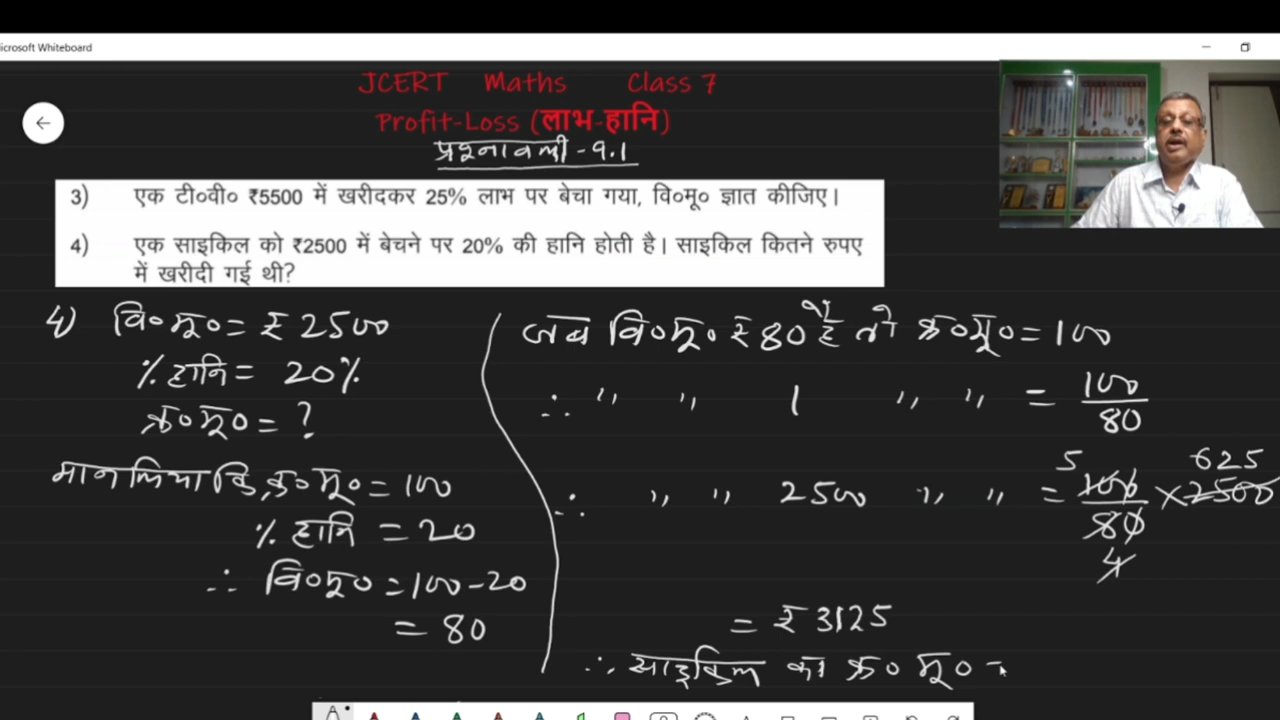 Microsoft Whiteboard
JCERT Maths Class 7
Profit-Loss (लाभ-हानि)
प्रश्नावली-9.1
3) एक टी०वी० ₹5500 में खरीदकर 25% लाभ पर बेचा गया, वि०मू० ज्ञात कीजिए।
4) एक साइकिल को ₹2500 में बेचने पर 20% की हानि होती है। साइकिल कितने रुपए
में खरीदी गई थी?
4) वि०मू० = ₹ 2500
% हानि = 20%
क्र०मू० = ?
मान लिया कि, क्र०मू० = 100
% हानि = 20
∴ वि०मू० = 100 - 20
= 80
जब वि०मू० ₹ 80 है तो क्र०मू० = 100
∴ " " 1 " " = 100/80
∴ " " 2500 " " = 100/80 × 2500
5 625
4
= ₹ 3125
∴ साइकिल का क्र० मू० =